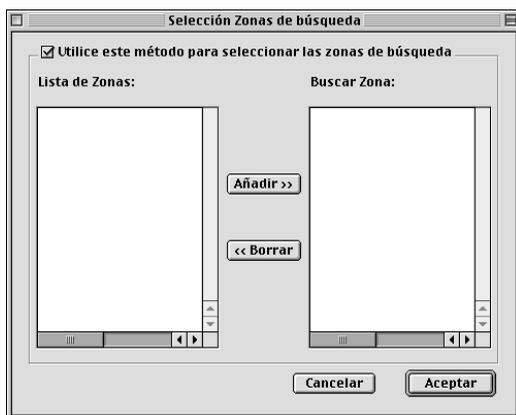 Selección Zonas de búsqueda
Utilice este método para seleccionar las zonas de búsqueda
Lista de Zonas:
Buscar Zona:
Añadir >>
<< Borrar
Cancelar
Aceptar